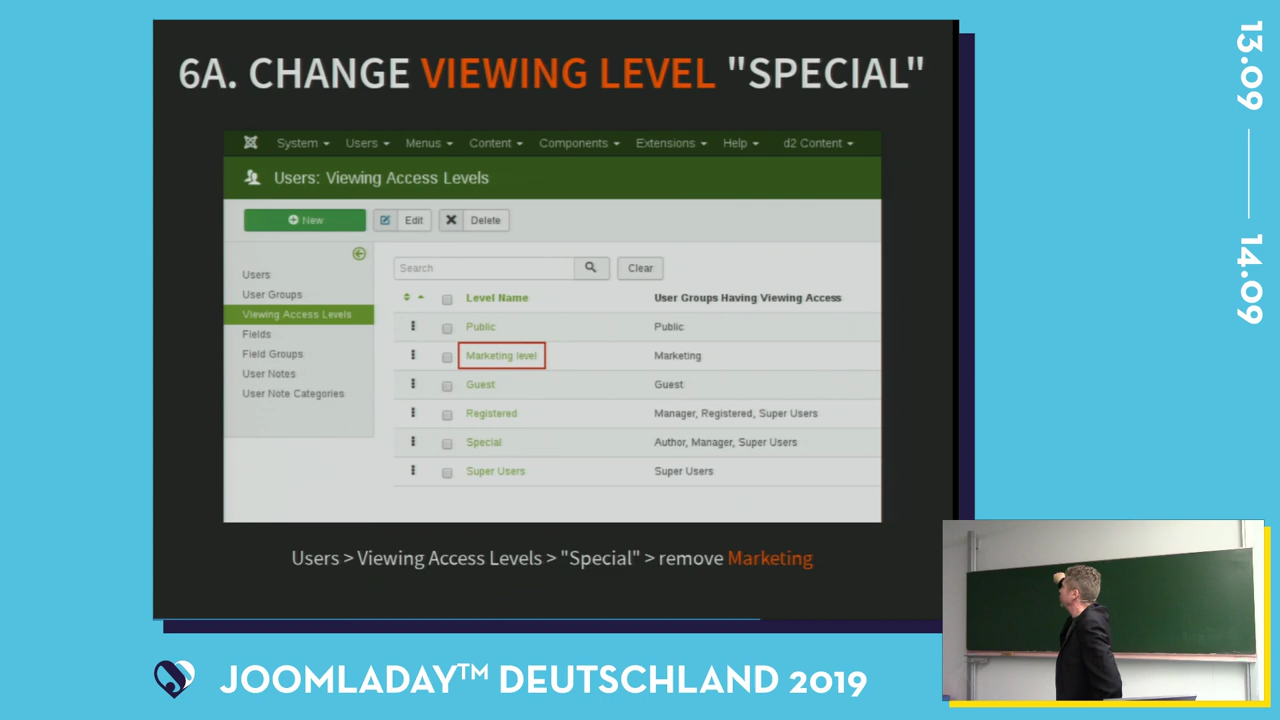 6A. CHANGE VIEWING LEVEL "SPECIAL"
System Users Menus Content Components Extensions Help d2 Content
Users: Viewing Access Levels
New Edit Delete
Users
User Groups
Viewing Access Levels
Fields
Field Groups
User Notes
User Note Categories
Search Clear
Level Name User Groups Having Viewing Access
Public Public
Marketing level Marketing
Guest Guest
Registered Manager, Registered, Super Users
Special Author, Manager, Super Users
Super Users Super Users
Users > Viewing Access Levels > "Special" > remove Marketing
JOOMLADAY™ DEUTSCHLAND 2019
13.09
14.09